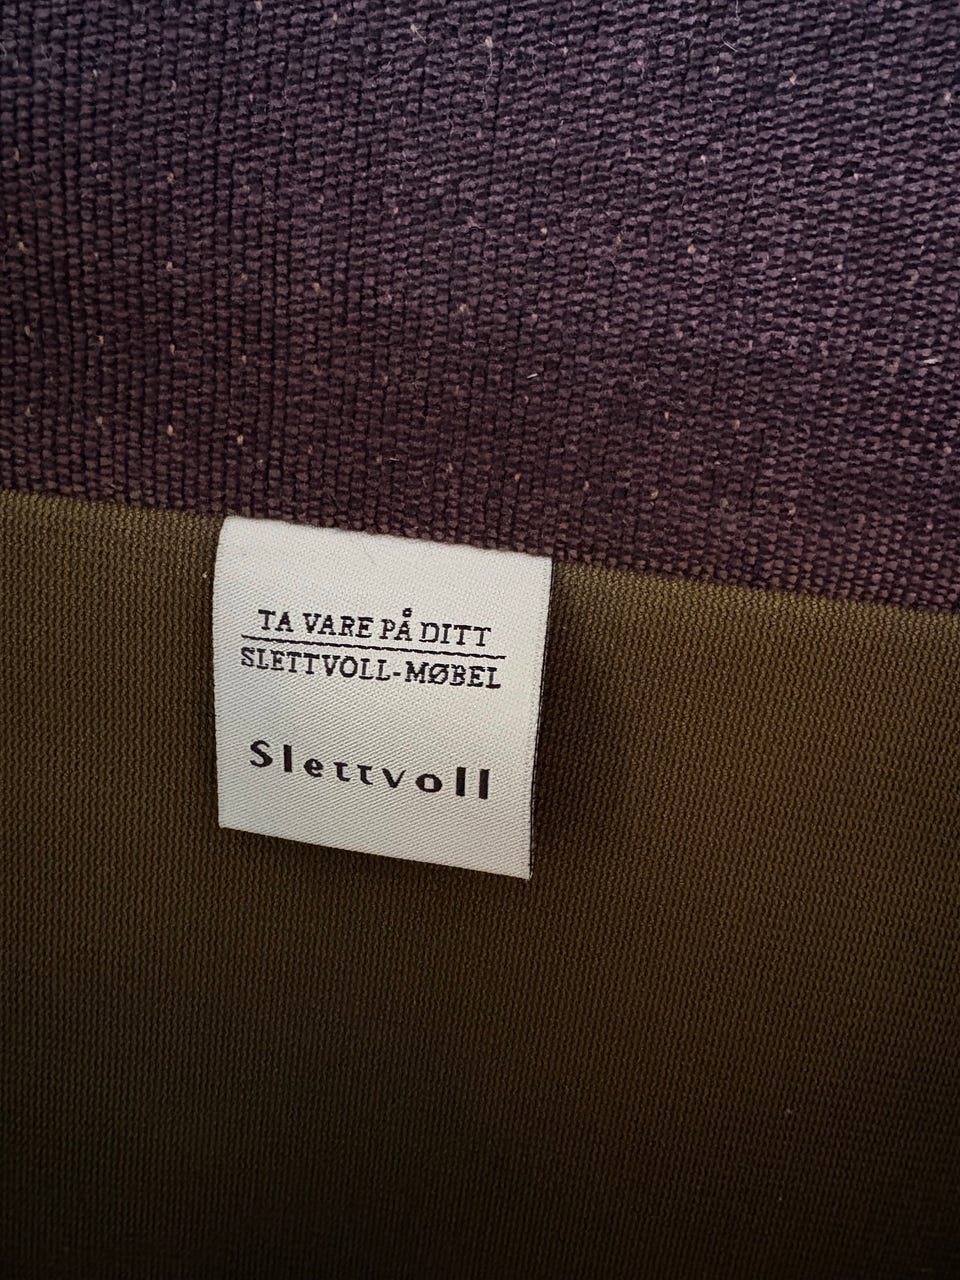 TA VARE PÅ DITT
SLETTVOLL-MØBEL
Slettvoll